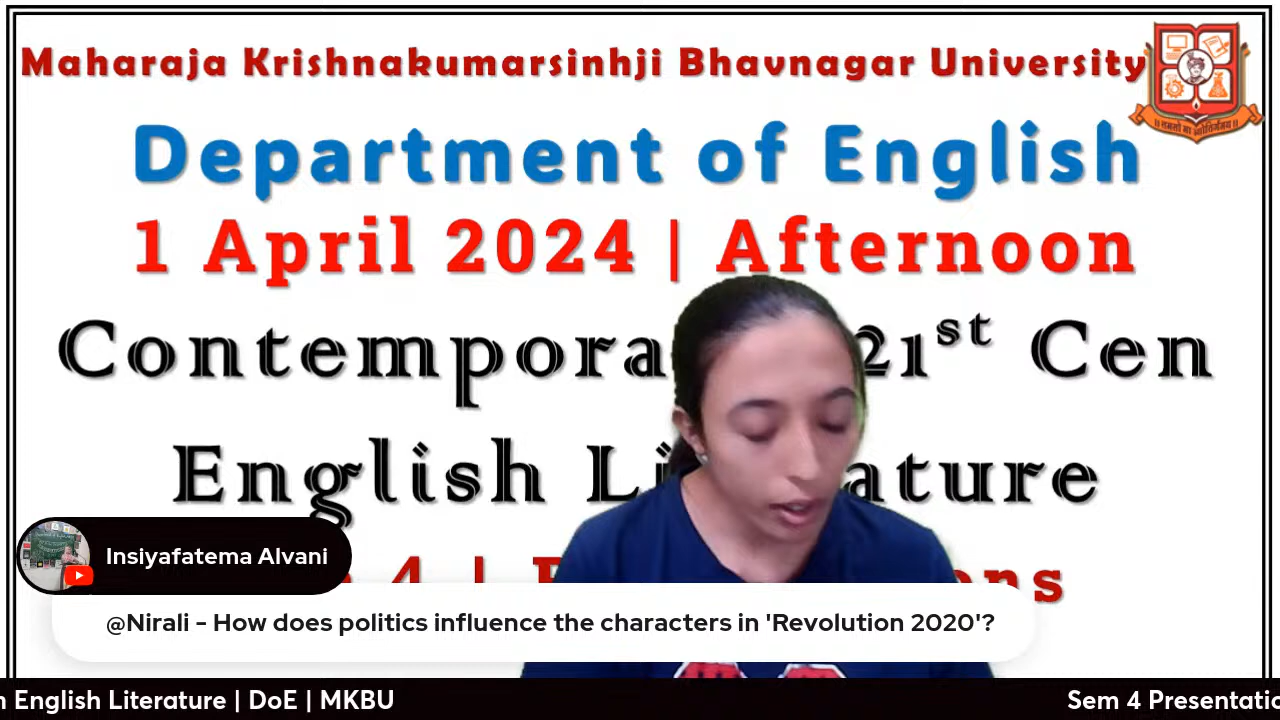 Maharaja Krishnakumarsinhji Bhavnagar University
Department of English
1 April 2024 | Afternoon
Contempora 21st Cen
English Li ature
4 |
Insiyafatema Alvani
@Nirali - How does politics influence the characters in 'Revolution 2020'?
n English Literature | DoE | MKBU
Sem 4 Presentatio